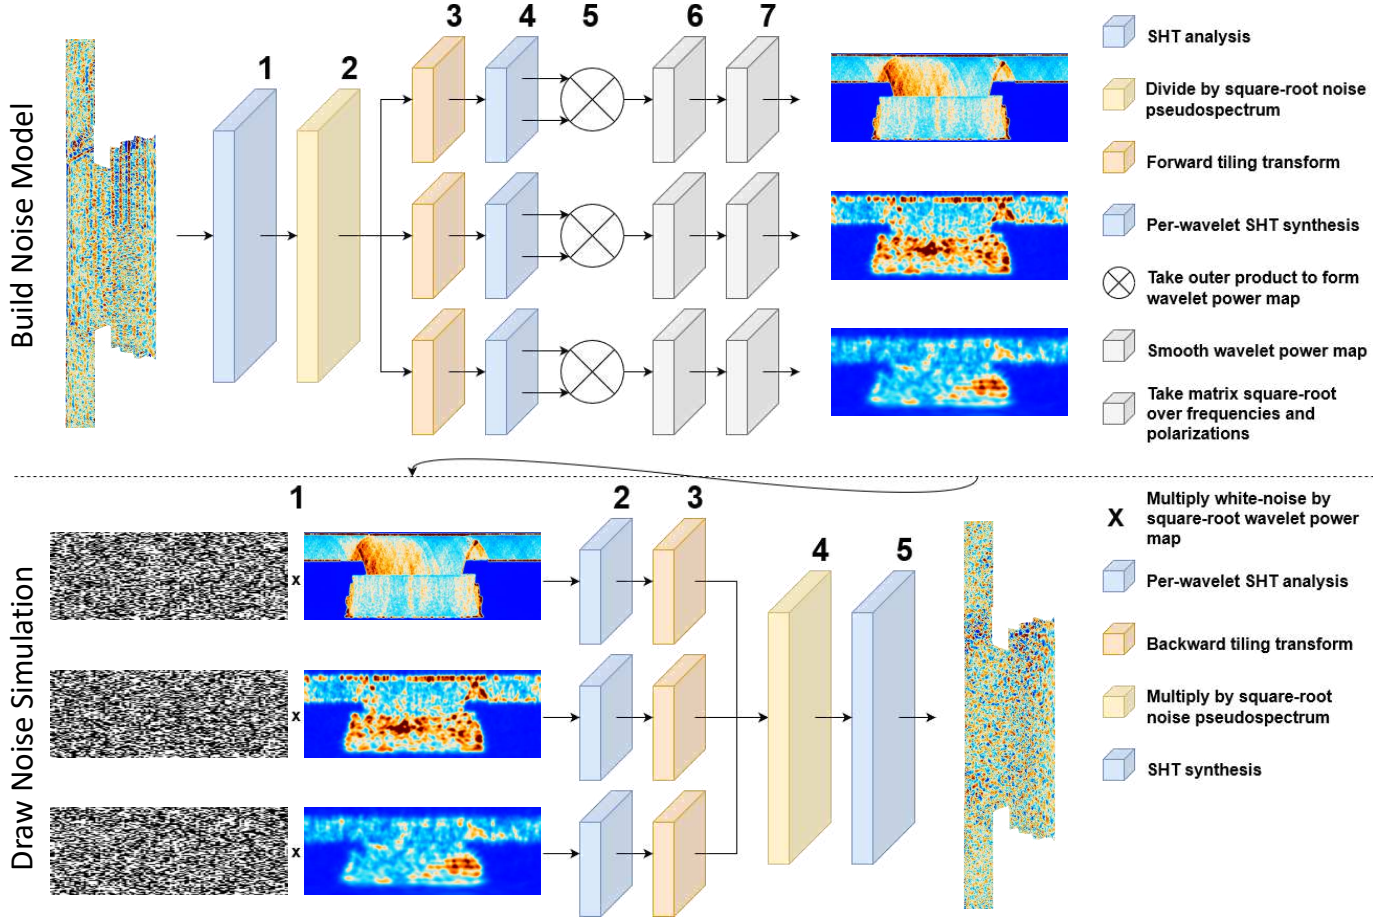 Build Noise Model
1
2
3
4
5
6
7
SHT analysis
Divide by square-root noise
pseudospectrum
Forward tiling transform
Per-wavelet SHT synthesis
Take outer product to form
wavelet power map
Smooth wavelet power map
Take matrix square-root
over frequencies and
polarizations
Draw Noise Simulation
1
2
3
4
5
x
x
x
X
Multiply white-noise by
square-root wavelet power
map
Per-wavelet SHT analysis
Backward tiling transform
Multiply by square-root
noise pseudospectrum
SHT synthesis